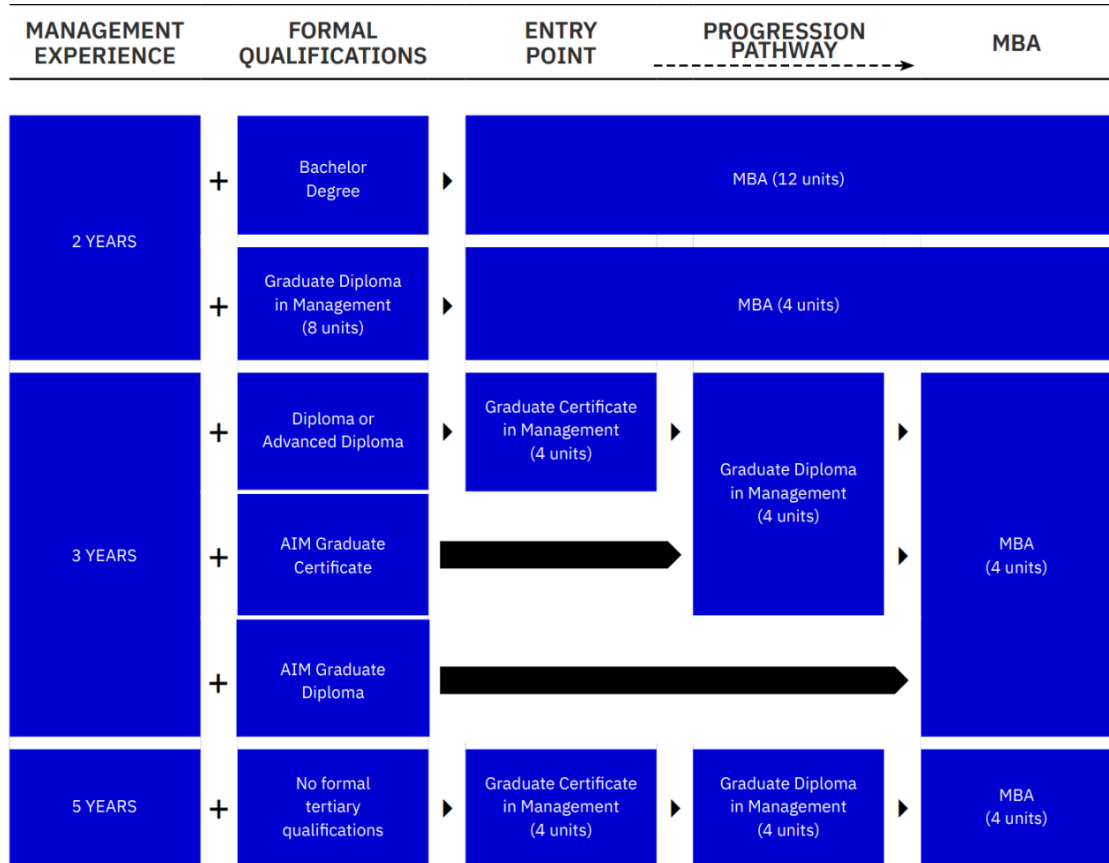 MANAGEMENT
EXPERIENCE
FORMAL
QUALIFICATIONS
ENTRY
POINT
PROGRESSION
PATHWAY
MBA
2 YEARS
+
Bachelor
Degree
MBA (12 units)
+
Graduate Diploma
in Management
(8 units)
MBA (4 units)
3 YEARS
+
Diploma or
Advanced Diploma
Graduate Certificate
in Management
(4 units)
Graduate Diploma
in Management
(4 units)
MBA
(4 units)
+
AIM Graduate
Certificate
+
AIM Graduate
Diploma
5 YEARS
+
No formal
tertiary
qualifications
Graduate Certificate
in Management
(4 units)
Graduate Diploma
in Management
(4 units)
MBA
(4 units)